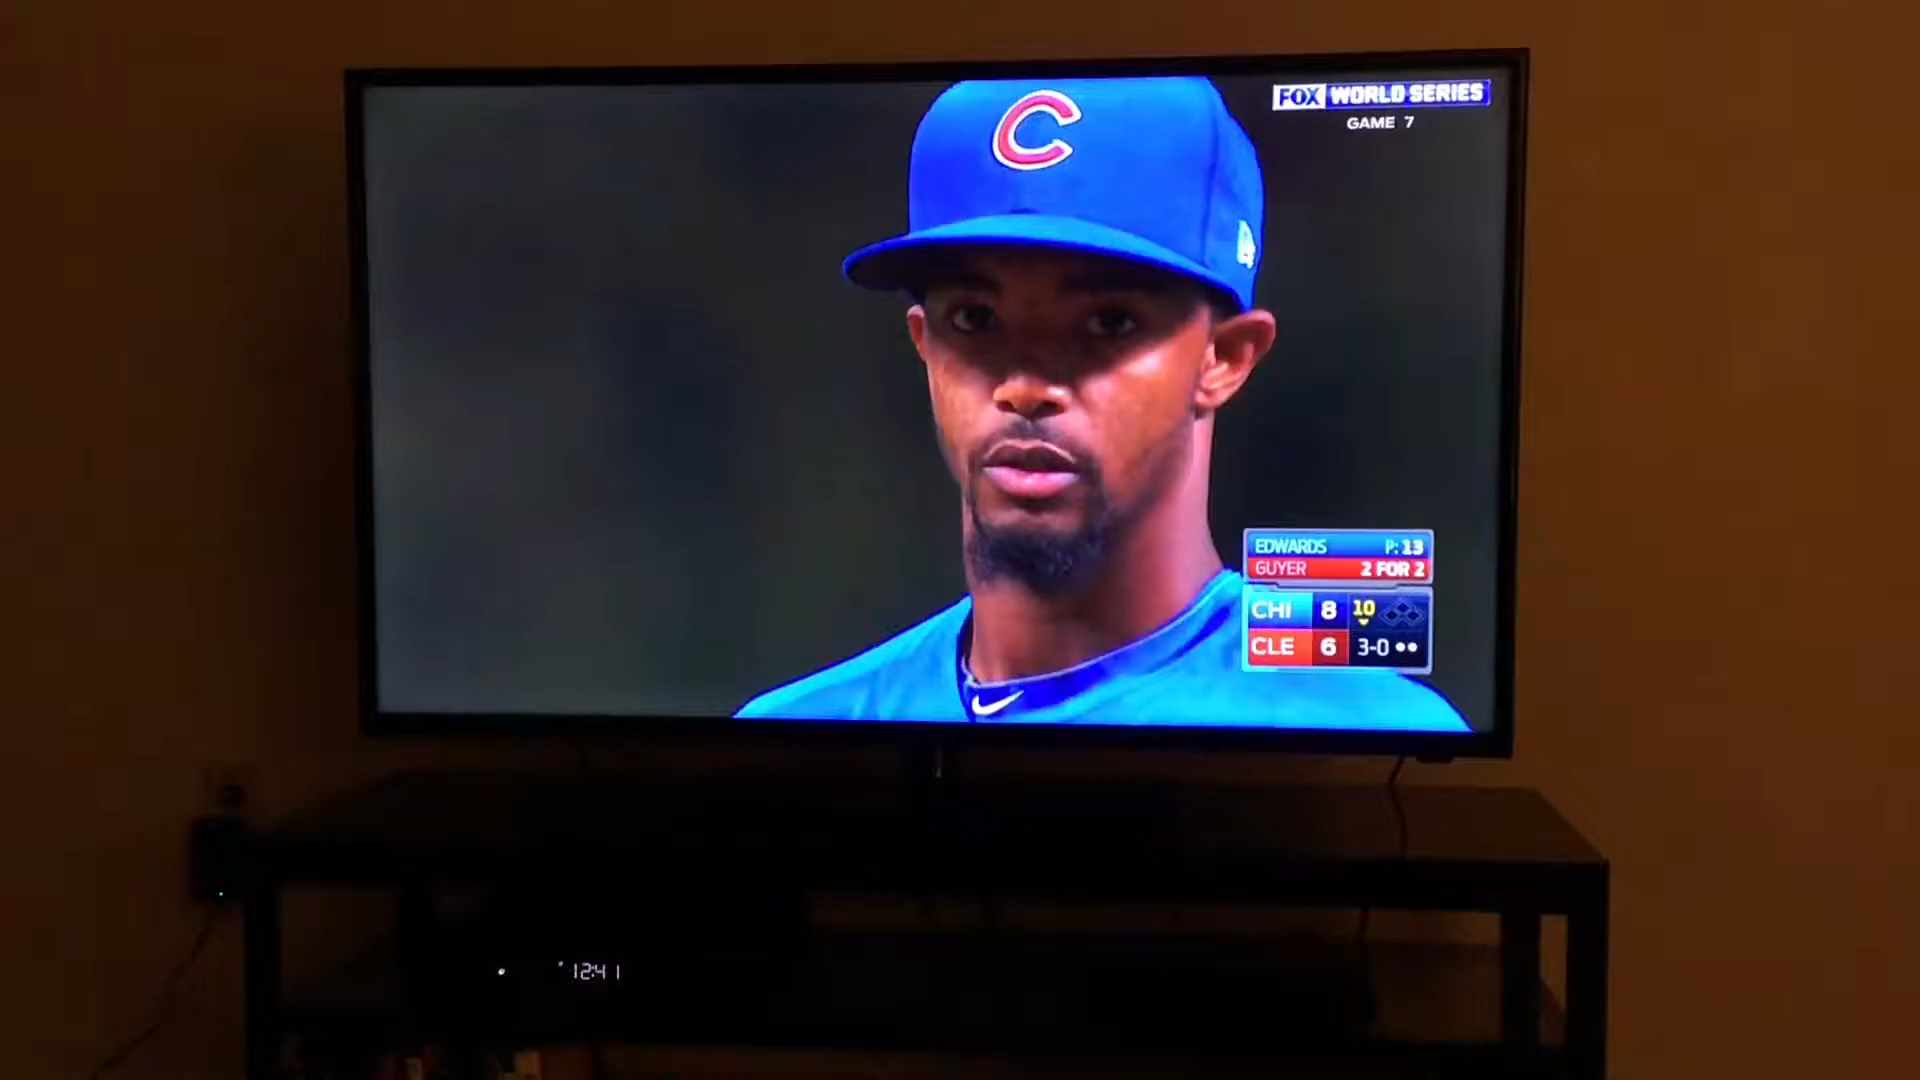 C
FOX WORLD SERIES
GAME 7
EDWARDS P: 13
GUYER 2 FOR 2
CHI 8 10
CLE 6 3-0
12:41